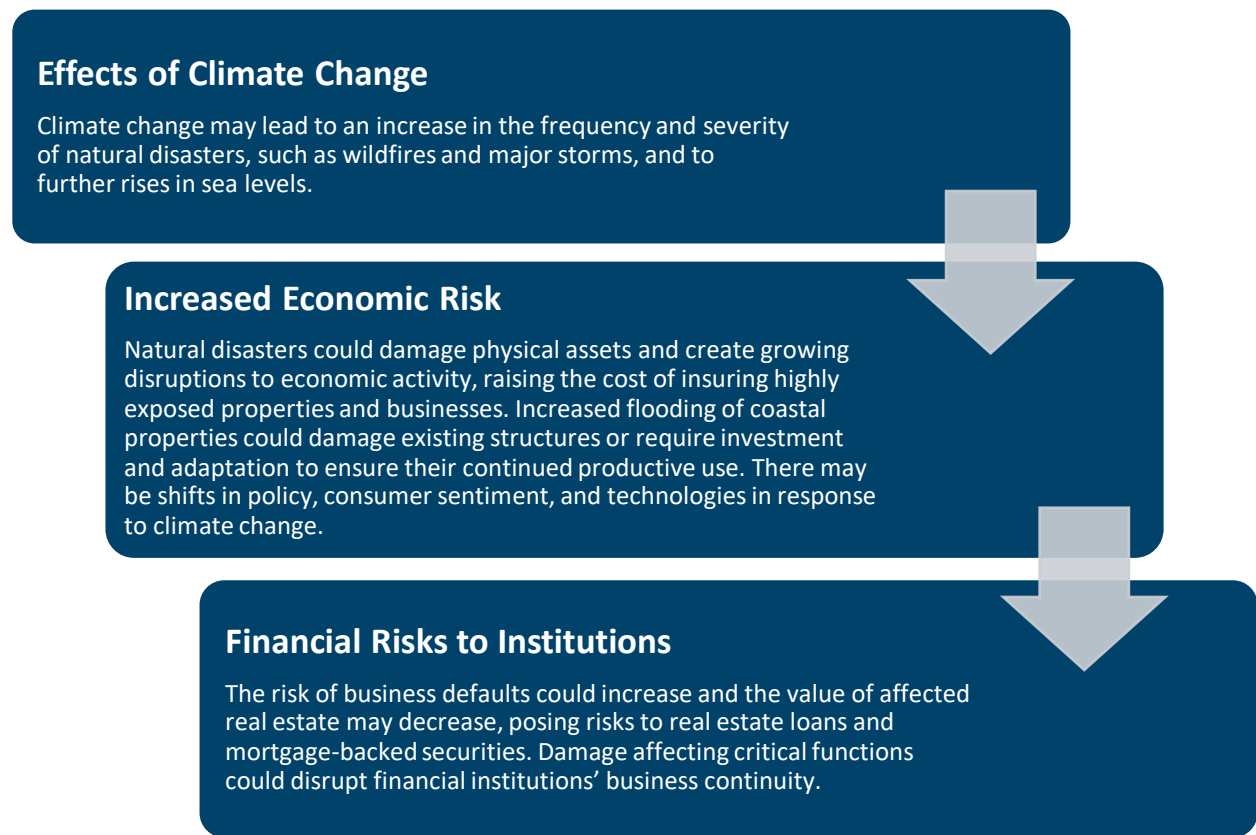 Effects of Climate Change
Climate change may lead to an increase in the frequency and severity
of natural disasters, such as wildfires and major storms, and to
further rises in sea levels.
Increased Economic Risk
Natural disasters could damage physical assets and create growing
disruptions to economic activity, raising the cost of insuring highly
exposed properties and businesses. Increased flooding of coastal
properties could damage existing structures or require investment
and adaptation to ensure their continued productive use. There may
be shifts in policy, consumer sentiment, and technologies in response
to climate change.
Financial Risks to Institutions
The risk of business defaults could increase and the value of affected
real estate may decrease, posing risks to real estate loans and
mortgage-backed securities. Damage affecting critical functions
could disrupt financial institutions’ business continuity.